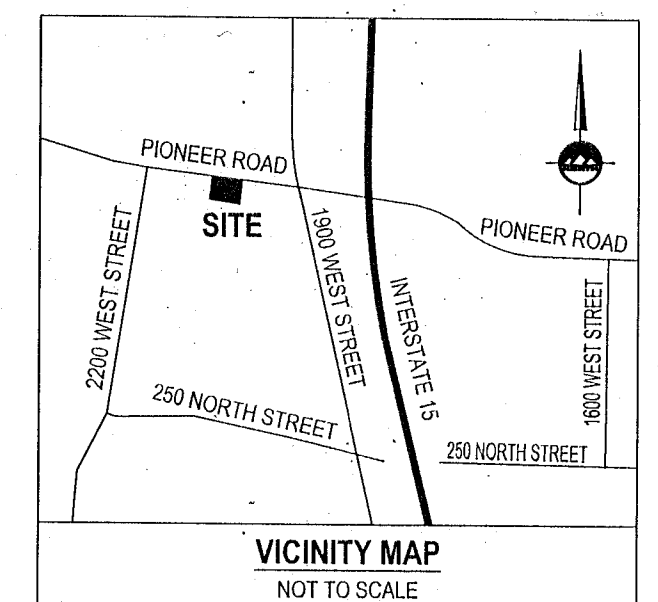 PIONEER ROAD
SITE
2200 WEST STREET
1900 WEST STREET
INTERSTATE 15
PIONEER ROAD
1600 WEST STREET
250 NORTH STREET
250 NORTH STREET
VICINITY MAP
NOT TO SCALE